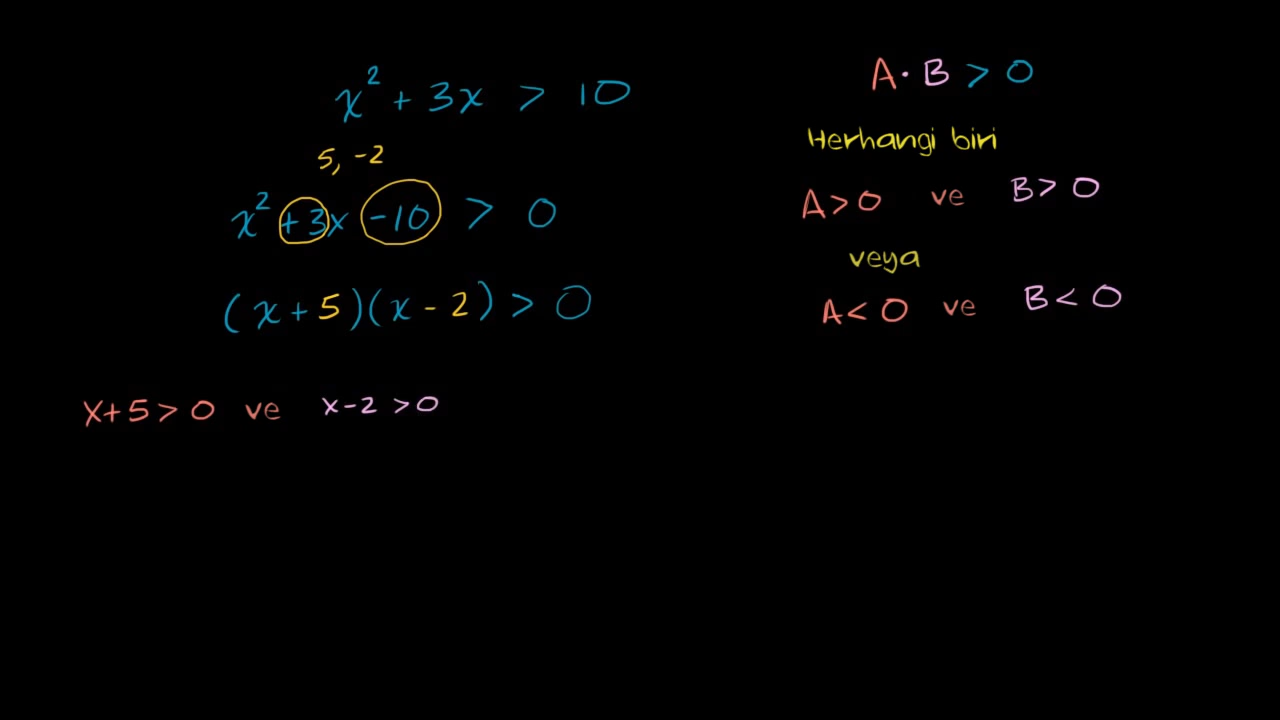 x² + 3x > 10
5, -2
x² +3x -10 > 0
(x + 5)(x - 2) > 0
x+5 > 0 ve x-2 > 0
A · B > 0
Herhangi biri
A > 0 ve B > 0
veya
A < 0 ve B < 0